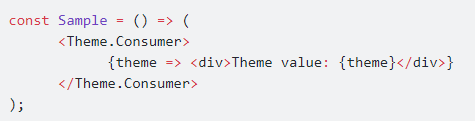 const Sample = () => (
<Theme.Consumer>
{theme => <div>Theme value: {theme}</div>}
</Theme.Consumer>
);